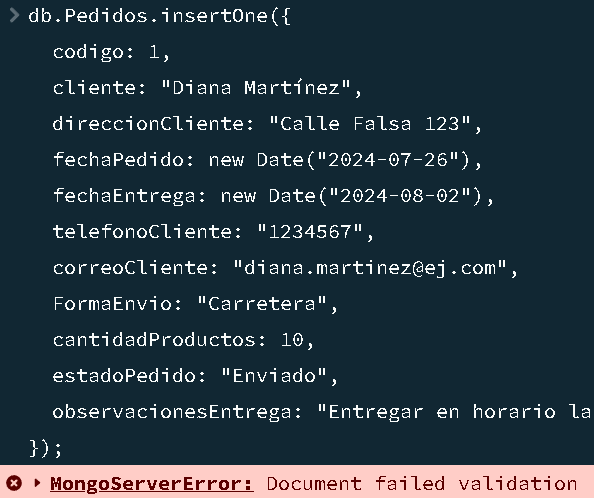 db.Pedidos.insertOne({
codigo: 1,
cliente: "Diana Martínez",
direccionCliente: "Calle Falsa 123",
fechaPedido: new Date("2024-07-26"),
fechaEntrega: new Date("2024-08-02"),
telefonoCliente: "1234567",
correoCliente: "diana.martinez@ej.com",
FormaEnvio: "Carretera",
cantidadProductos: 10,
estadoPedido: "Enviado",
observacionesEntrega: "Entregar en horario la
});
MongoServerError: Document failed validation